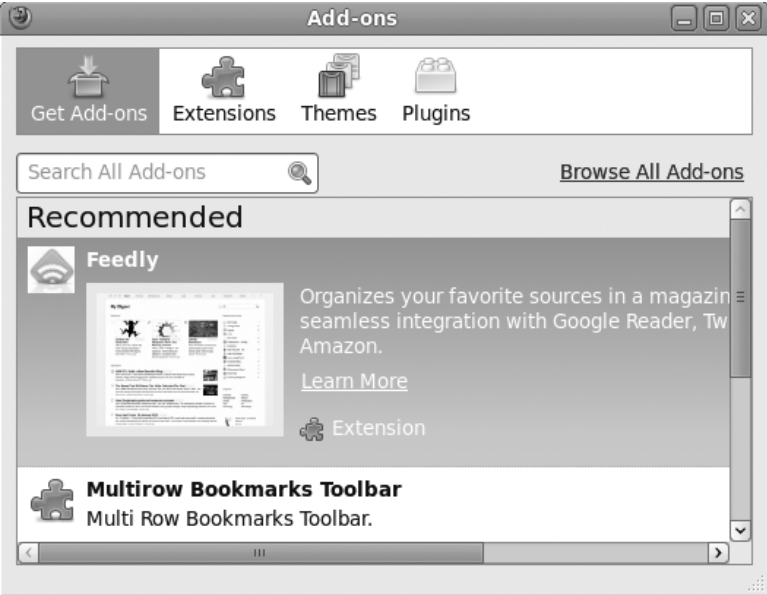 Add-ons
Get Add-ons Extensions Themes Plugins
Search All Add-ons Browse All Add-ons
Recommended
Feedly
Organizes your favorite sources in a magazin
seamless integration with Google Reader, Tw
Amazon.
Learn More
Extension
Multirow Bookmarks Toolbar
Multi Row Bookmarks Toolbar.